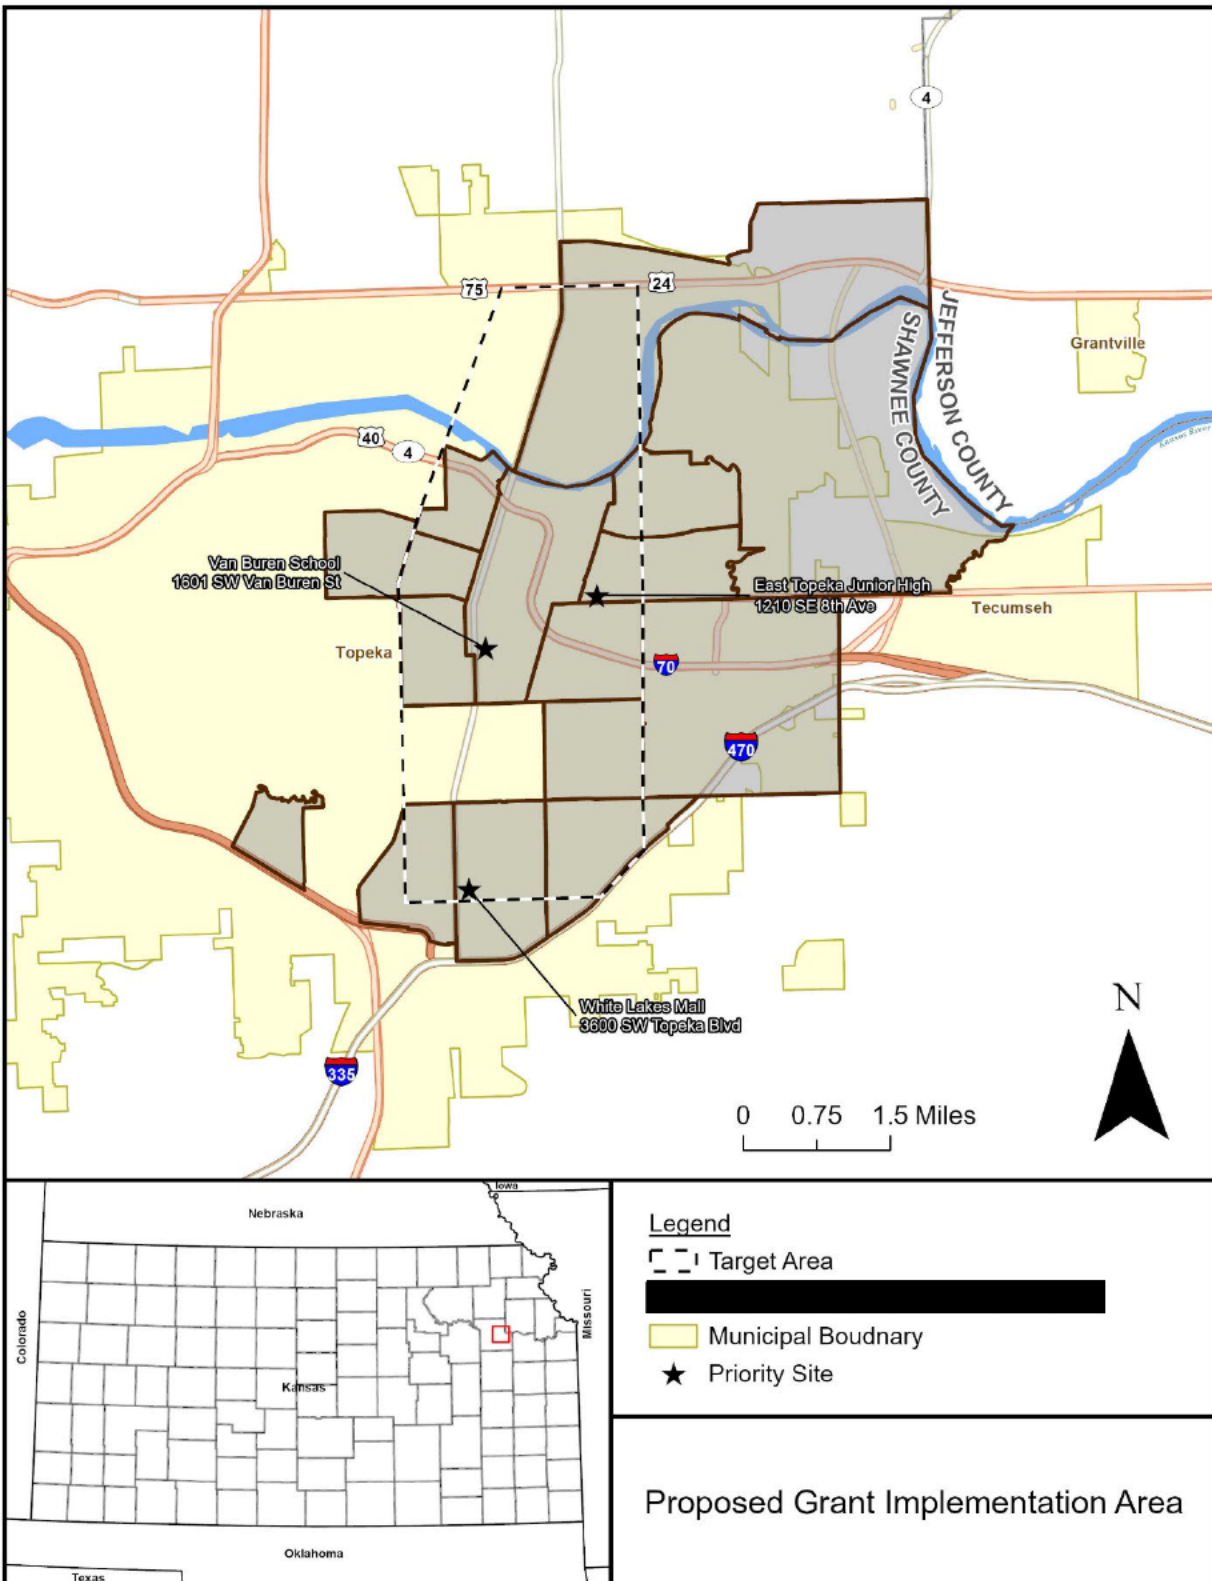 4
75
24
JEFFERSON COUNTY
SHAWNEE COUNTY
Grantville
40
4
Kansas River
Van Buren School
1601 SW Van Buren St
East Topeka Junior High
1210 SE 8th Ave
Tecumseh
Topeka
70
470
White Lakes Mall
3600 SW Topeka Blvd
335
N
0 0.75 1.5 Miles
Iowa
Nebraska
Colorado
Missouri
Kansas
Oklahoma
Texas
Legend
Target Area
Municipal Boudnary
Priority Site
Proposed Grant Implementation Area